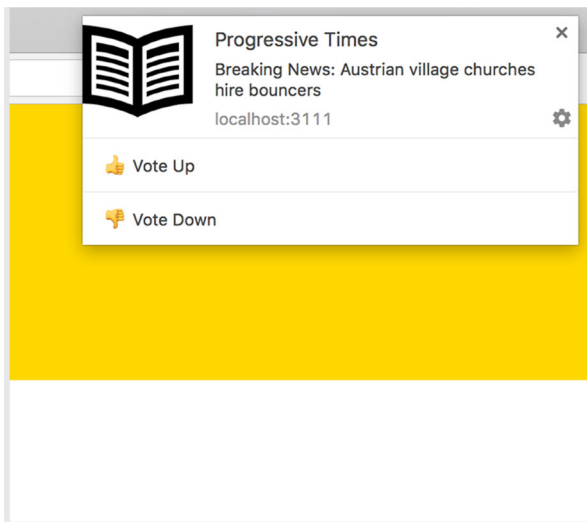 Progressive Times
Breaking News: Austrian village churches
hire bouncers
localhost:3111
👍 Vote Up
👎 Vote Down